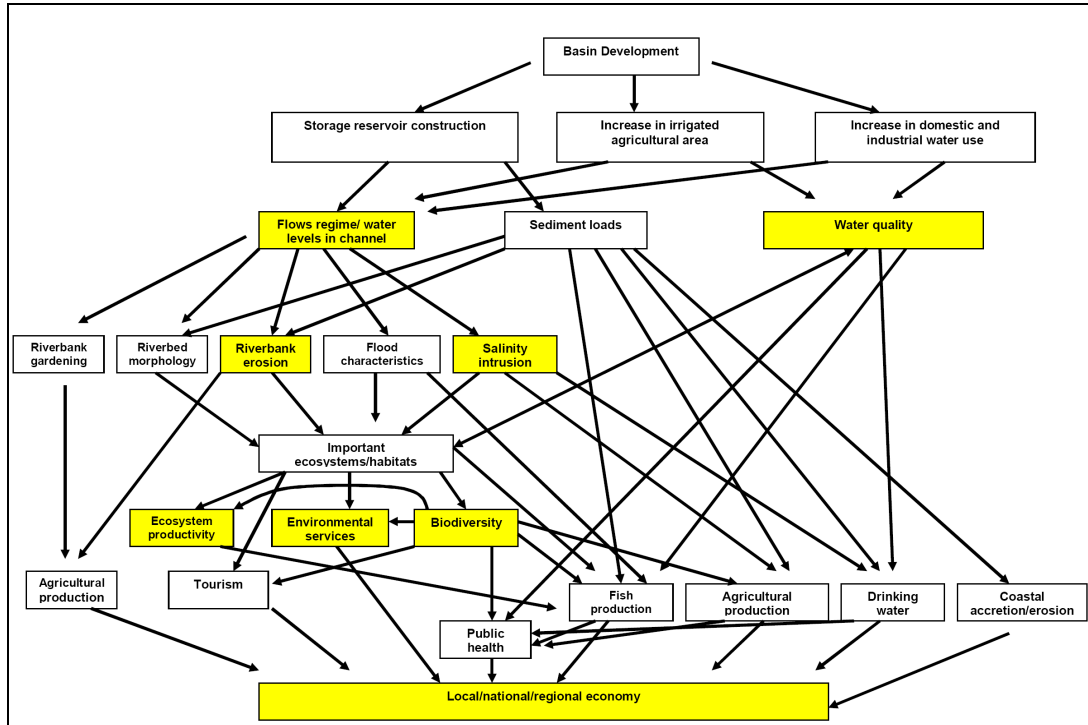 Basin Development
Storage reservoir construction
Increase in irrigated
agricultural area
Increase in domestic and
industrial water use
Flows regime/ water
levels in channel
Sediment loads
Water quality
Riverbank
gardening
Riverbed
morphology
Riverbank
erosion
Flood
characteristics
Salinity
intrusion
Important
ecosystems/habitats
Ecosystem
productivity
Environmental
services
Biodiversity
Agricultural
production
Tourism
Fish
production
Agricultural
production
Drinking
water
Coastal
accretion/erosion
Public
health
Local/national/regional economy